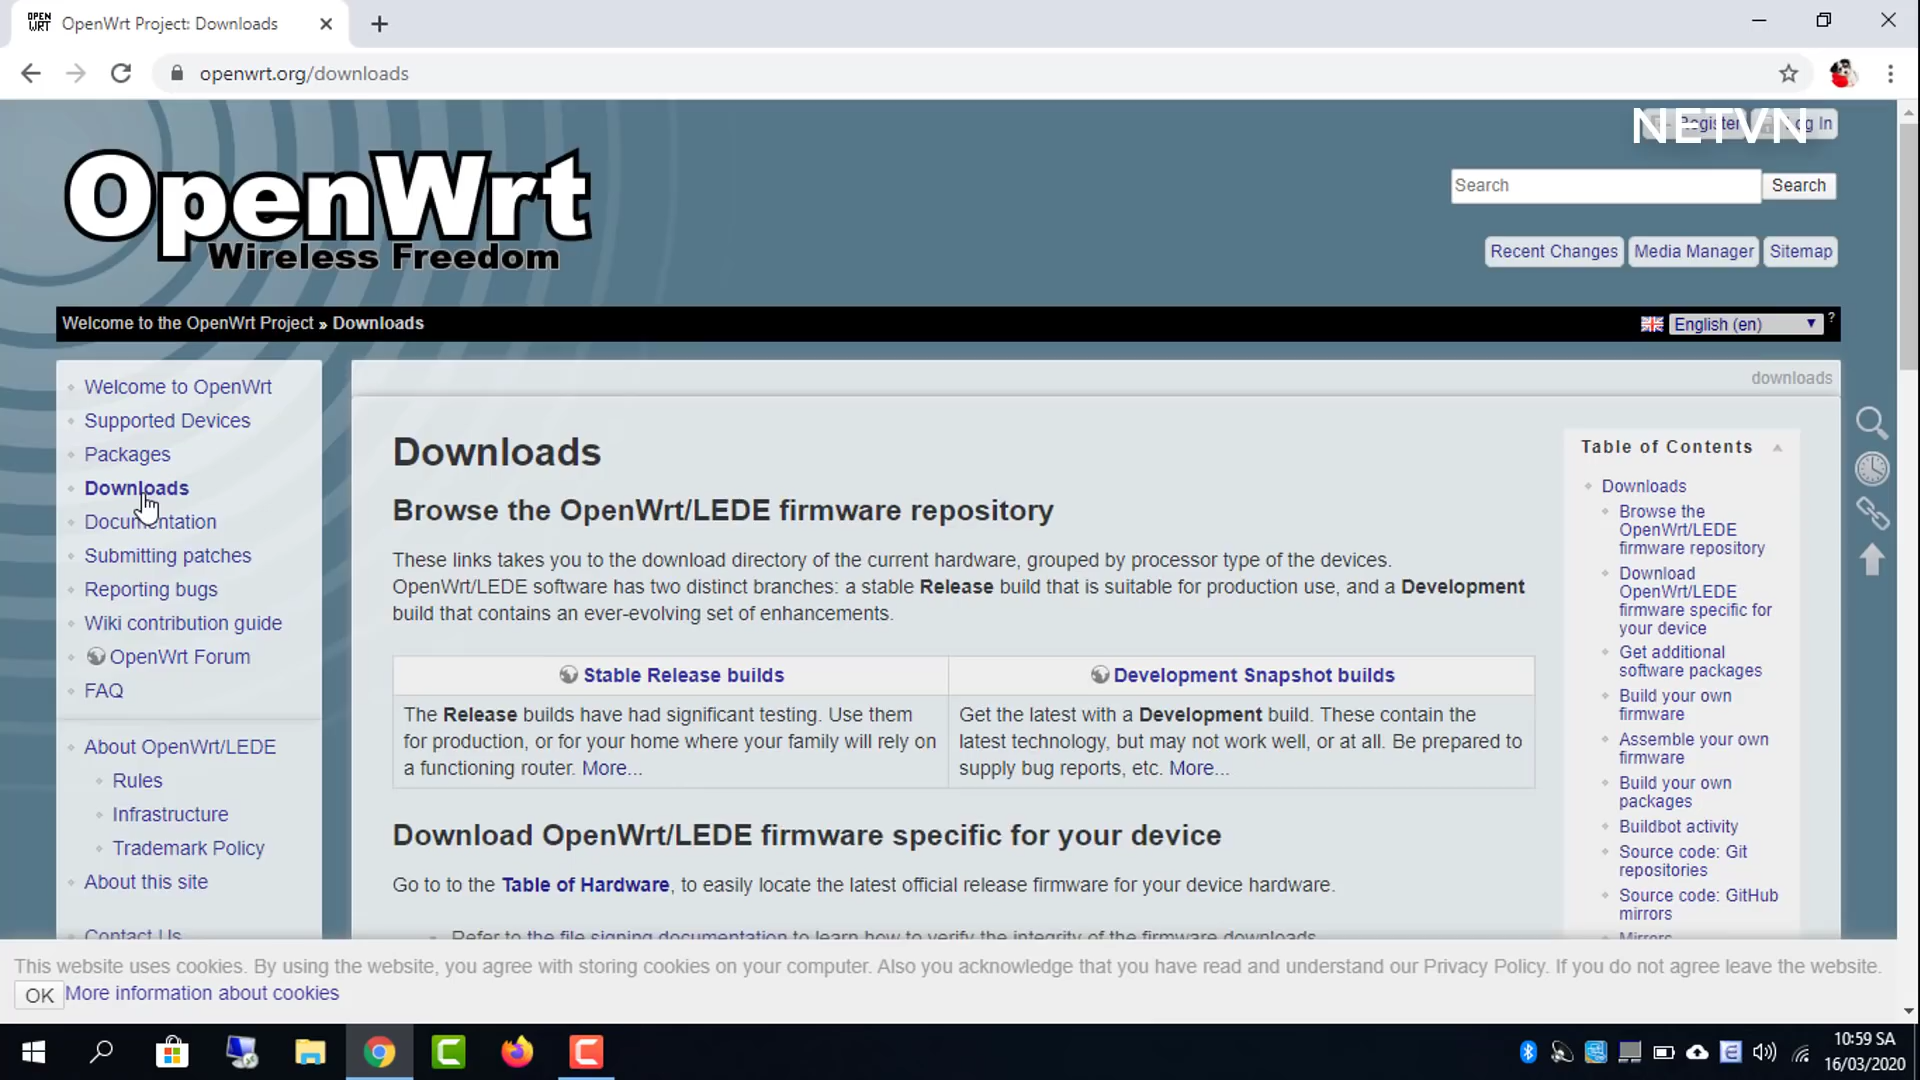 OPEN
WRT
OpenWrt Project: Downloads
openwrt.org/downloads
NETVN
Register
Log In
OpenWrt
Wireless Freedom
Search
Search
Recent Changes
Media Manager
Sitemap
Welcome to the OpenWrt Project » Downloads
English (en)
?
downloads
Welcome to OpenWrt
Supported Devices
Packages
Downloads
Documentation
Submitting patches
Reporting bugs
Wiki contribution guide
OpenWrt Forum
FAQ
About OpenWrt/LEDE
Rules
Infrastructure
Trademark Policy
About this site
Contact Us
Downloads
Browse the OpenWrt/LEDE firmware repository
These links takes you to the download directory of the current hardware, grouped by processor type of the devices.
OpenWrt/LEDE software has two distinct branches: a stable Release build that is suitable for production use, and a Development
build that contains an ever-evolving set of enhancements.
Stable Release builds
The Release builds have had significant testing. Use them
for production, or for your home where your family will rely on
a functioning router. More...
Development Snapshot builds
Get the latest with a Development build. These contain the
latest technology, but may not work well, or at all. Be prepared to
supply bug reports, etc. More...
Download OpenWrt/LEDE firmware specific for your device
Go to to the Table of Hardware, to easily locate the latest official release firmware for your device hardware.
Refer to the file signing documentation to learn how to verify the integrity of the firmware downloads.
Table of Contents
Downloads
Browse the
OpenWrt/LEDE
firmware repository
Download
OpenWrt/LEDE
firmware specific for
your device
Get additional
software packages
Build your own
firmware
Assemble your own
firmware
Build your own
packages
Buildbot activity
Source code: Git
repositories
Source code: GitHub
mirrors
Mirrors
This website uses cookies. By using the website, you agree with storing cookies on your computer. Also you acknowledge that you have read and understand our Privacy Policy. If you do not agree leave the website.
OK
More information about cookies
10:59 SA
16/03/2020